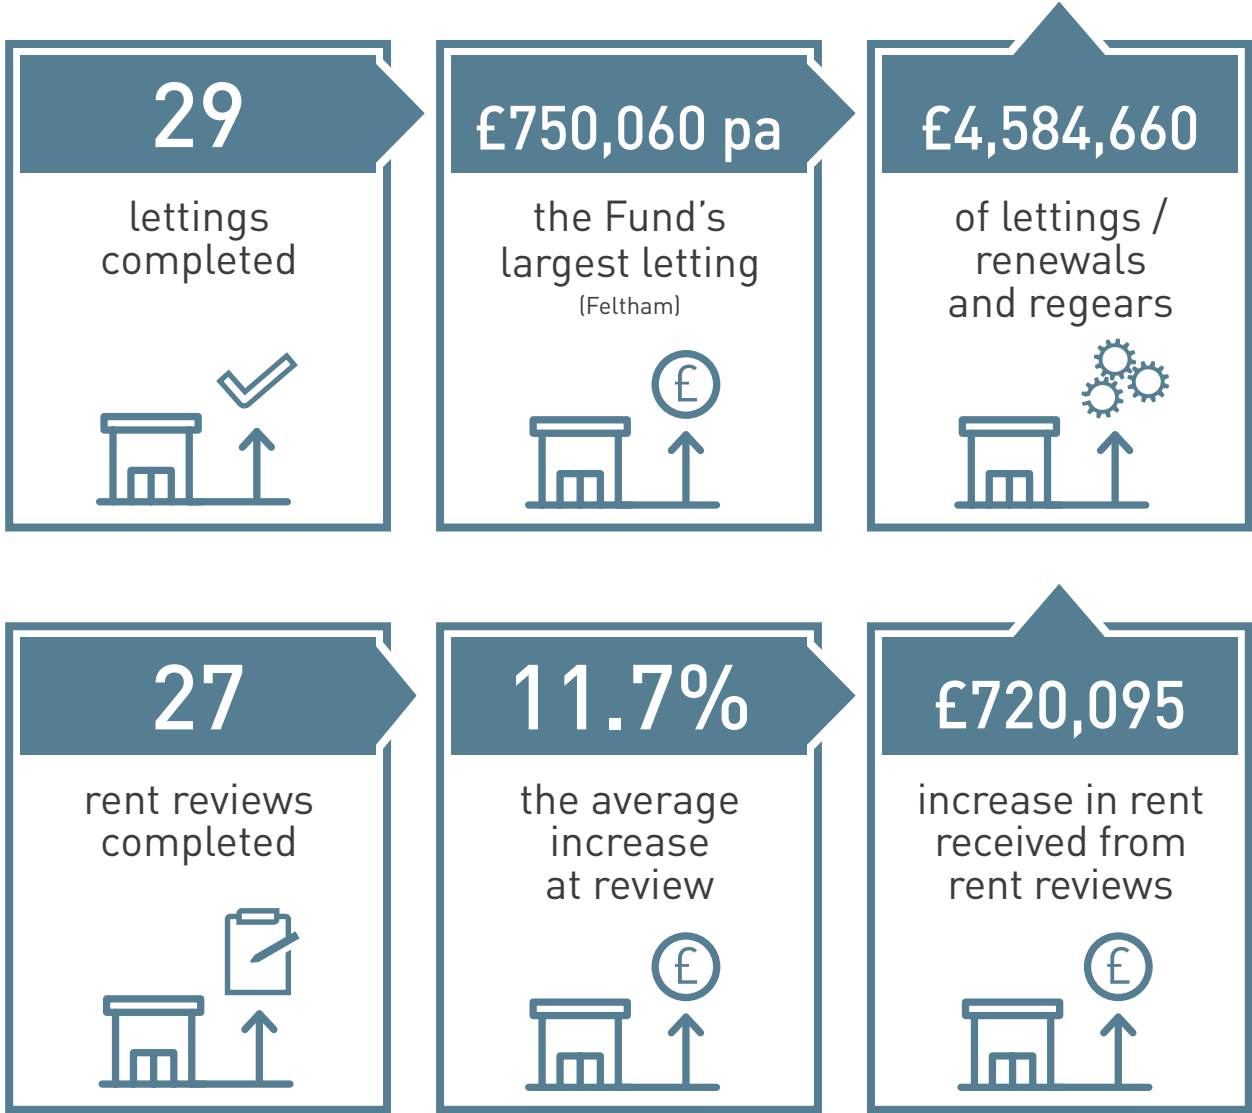 29
lettings
completed
£750,060 pa
the Fund's
largest letting
(Feltham)
£
£4,584,660
of lettings /
renewals
and regears
27
rent reviews
completed
11.7%
the average
increase
at review
£
£720,095
increase in rent
received from
rent reviews
£